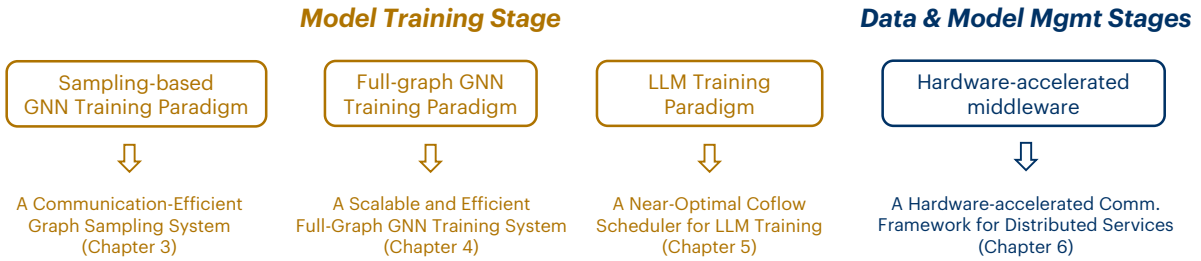 Model Training Stage
Data & Model Mgmt Stages
Sampling-based
GNN Training Paradigm
Full-graph GNN
Training Paradigm
LLM Training
Paradigm
Hardware-accelerated
middleware
A Communication-Efficient
Graph Sampling System
(Chapter 3)
A Scalable and Efficient
Full-Graph GNN Training System
(Chapter 4)
A Near-Optimal Coflow
Scheduler for LLM Training
(Chapter 5)
A Hardware-accelerated Comm.
Framework for Distributed Services
(Chapter 6)